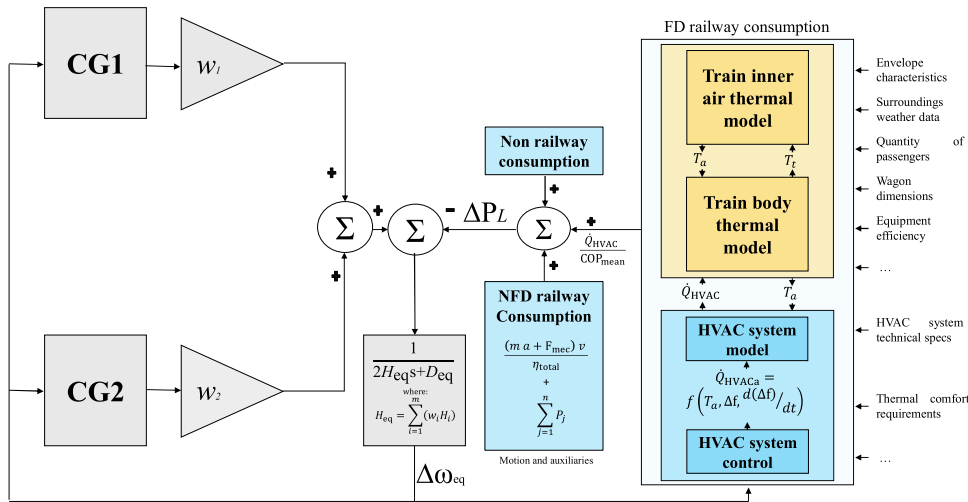 FD railway consumption
CG1
w₁
Train inner
air thermal
model
Tₐ
Tₜ
Train body
thermal
model
Q̇HVAC
Tₐ
HVAC system
model
Q̇HVACa =
f(Tₐ, Δf, d(Δf)/dt)
HVAC system
control
Envelope
characteristics
Surroundings
weather data
Quantity of
passengers
Wagon
dimensions
Equipment
efficiency
...
HVAC system
technical specs
Thermal comfort
requirements
...
Non railway
consumption
+
+
+
+
Σ
+
Σ
- ΔP_L
Σ
+
+
Q̇HVAC
COPmean
NFD railway
Consumption
(m a + Fmec) v
ηtotal
+
n
∑ Pⱼ
j=1
Motion and auxiliaries
CG2
w₂
1
2Heqs+Deq
where:
m
Heq = ∑(wᵢHᵢ)
i=1
Δωeq